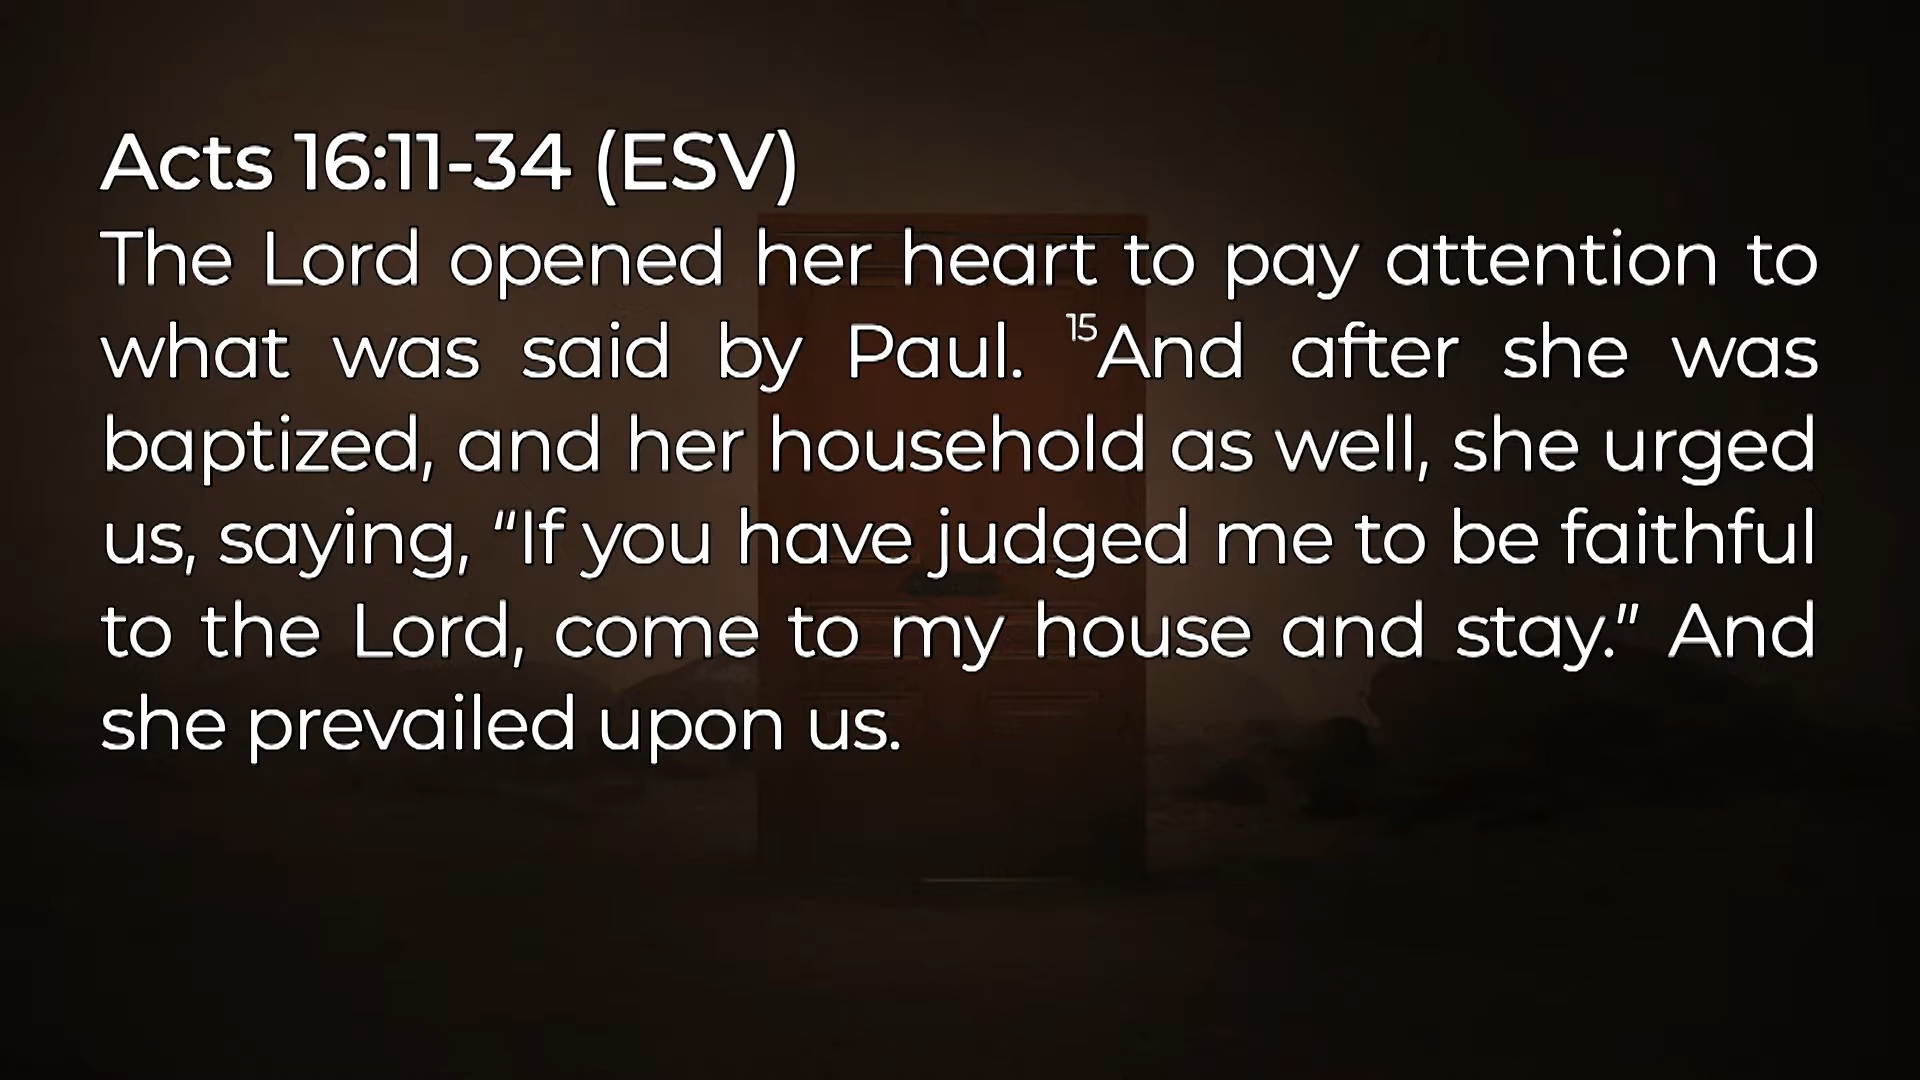 Acts 16:11-34 (ESV)
The Lord opened her heart to pay attention to
what was said by Paul. 15And after she was
baptized, and her household as well, she urged
us, saying, “If you have judged me to be faithful
to the Lord, come to my house and stay.” And
she prevailed upon us.